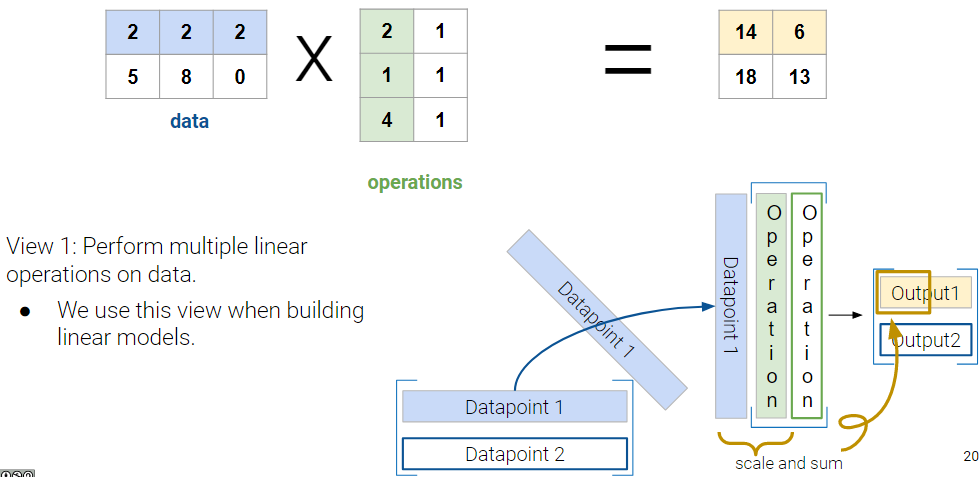 2 2 2
5 8 0
data
X
2 1
1 1
4 1
operations
=
14 6
18 13
View 1: Perform multiple linear
operations on data.
● We use this view when building
linear models.
Datapoint 1
Datapoint 2
Datapoint 1
Datapoint 1
Operation
Operation
Output1
Output2
scale and sum
20